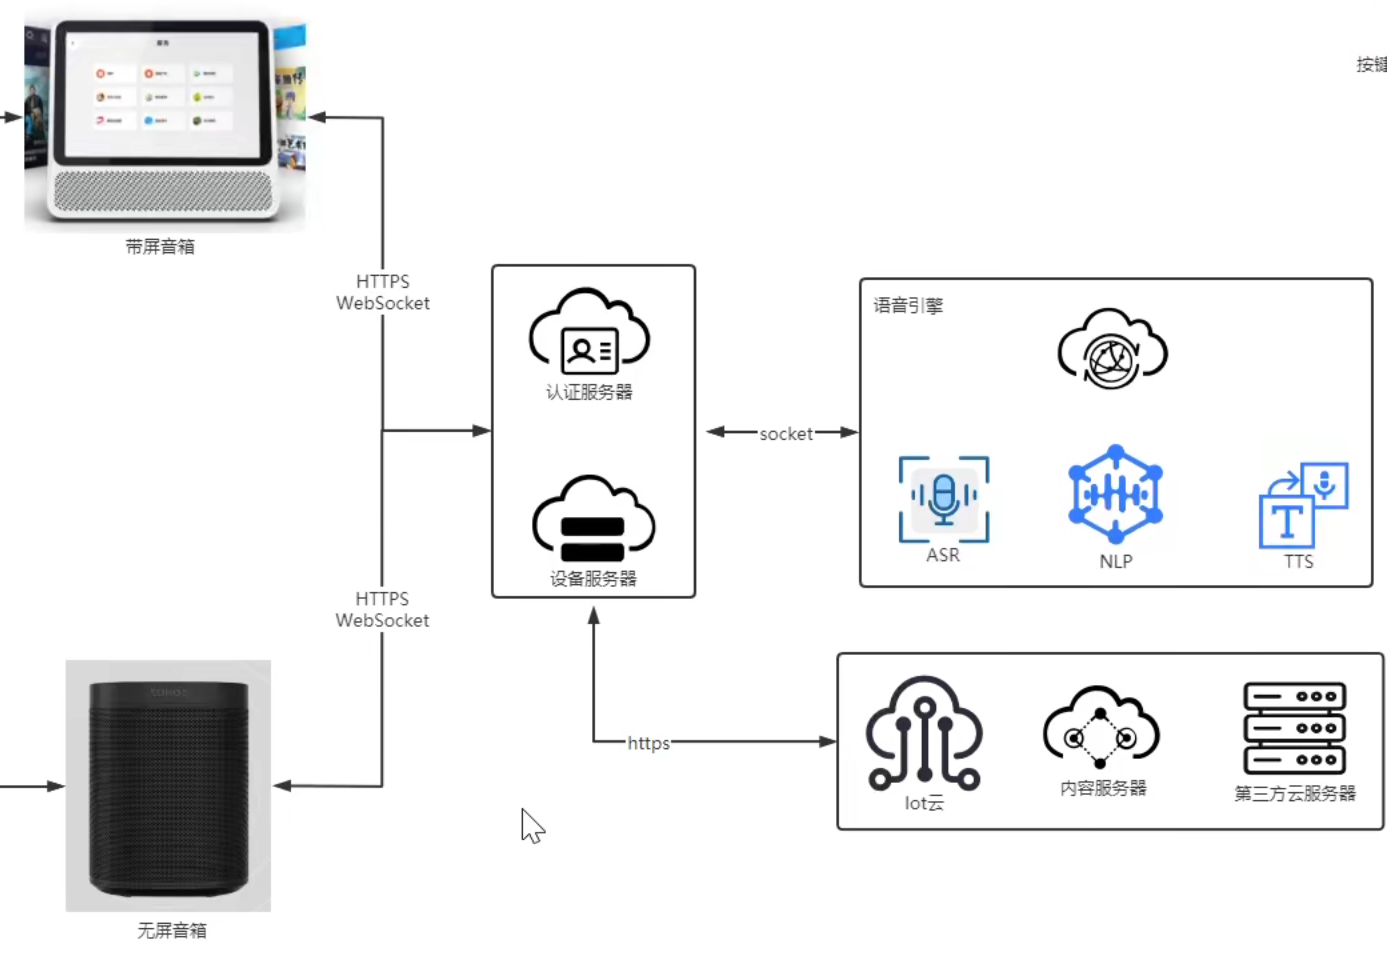 按键
带屏音箱
HTTPS
WebSocket
语音引擎
认证服务器
socket
ASR
NLP
TTS
设备服务器
HTTPS
WebSocket
SONOS
https
Iot云
内容服务器
第三方云服务器
无屏音箱